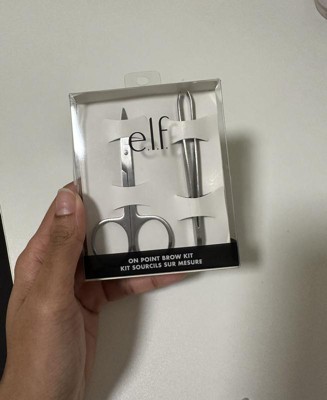 e.l.f.
ON POINT BROW KIT
KIT SOURCILS SUR MESURE